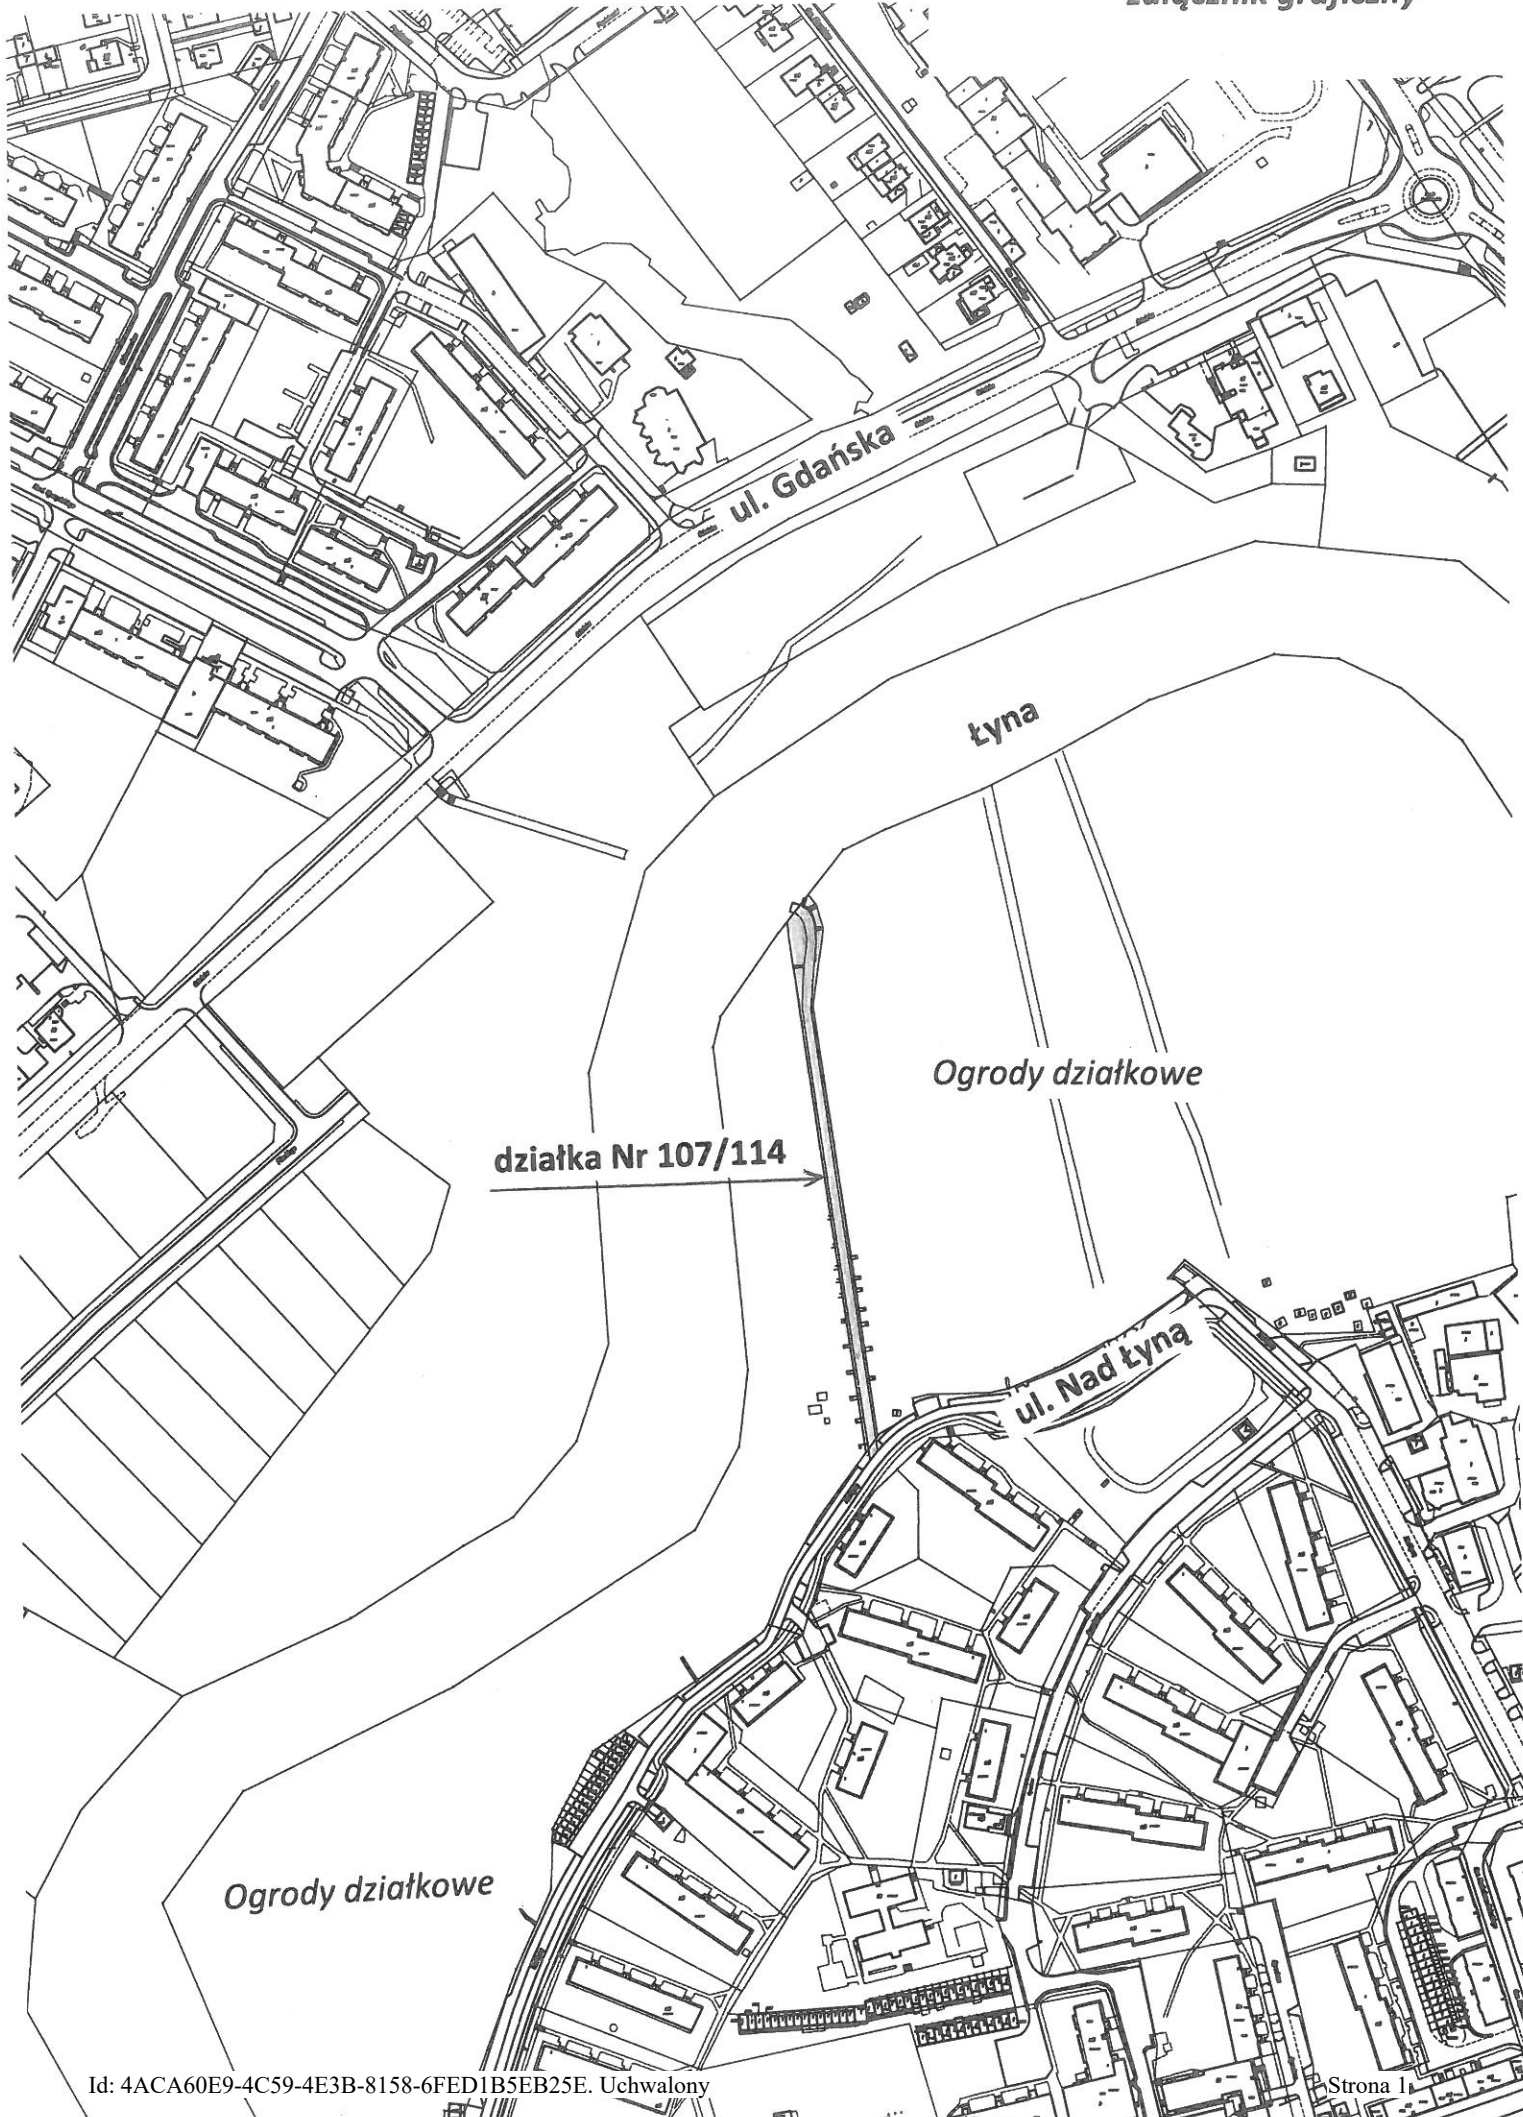 załącznik graficzny
ul. Gdańska
Łyna
Ogrody działkowe
działka Nr 107/114
ul. Nad Łyną
Ogrody działkowe
Id: 4ACA60E9-4C59-4E3B-8158-6FED1B5EB25E. Uchwalony
Strona 1